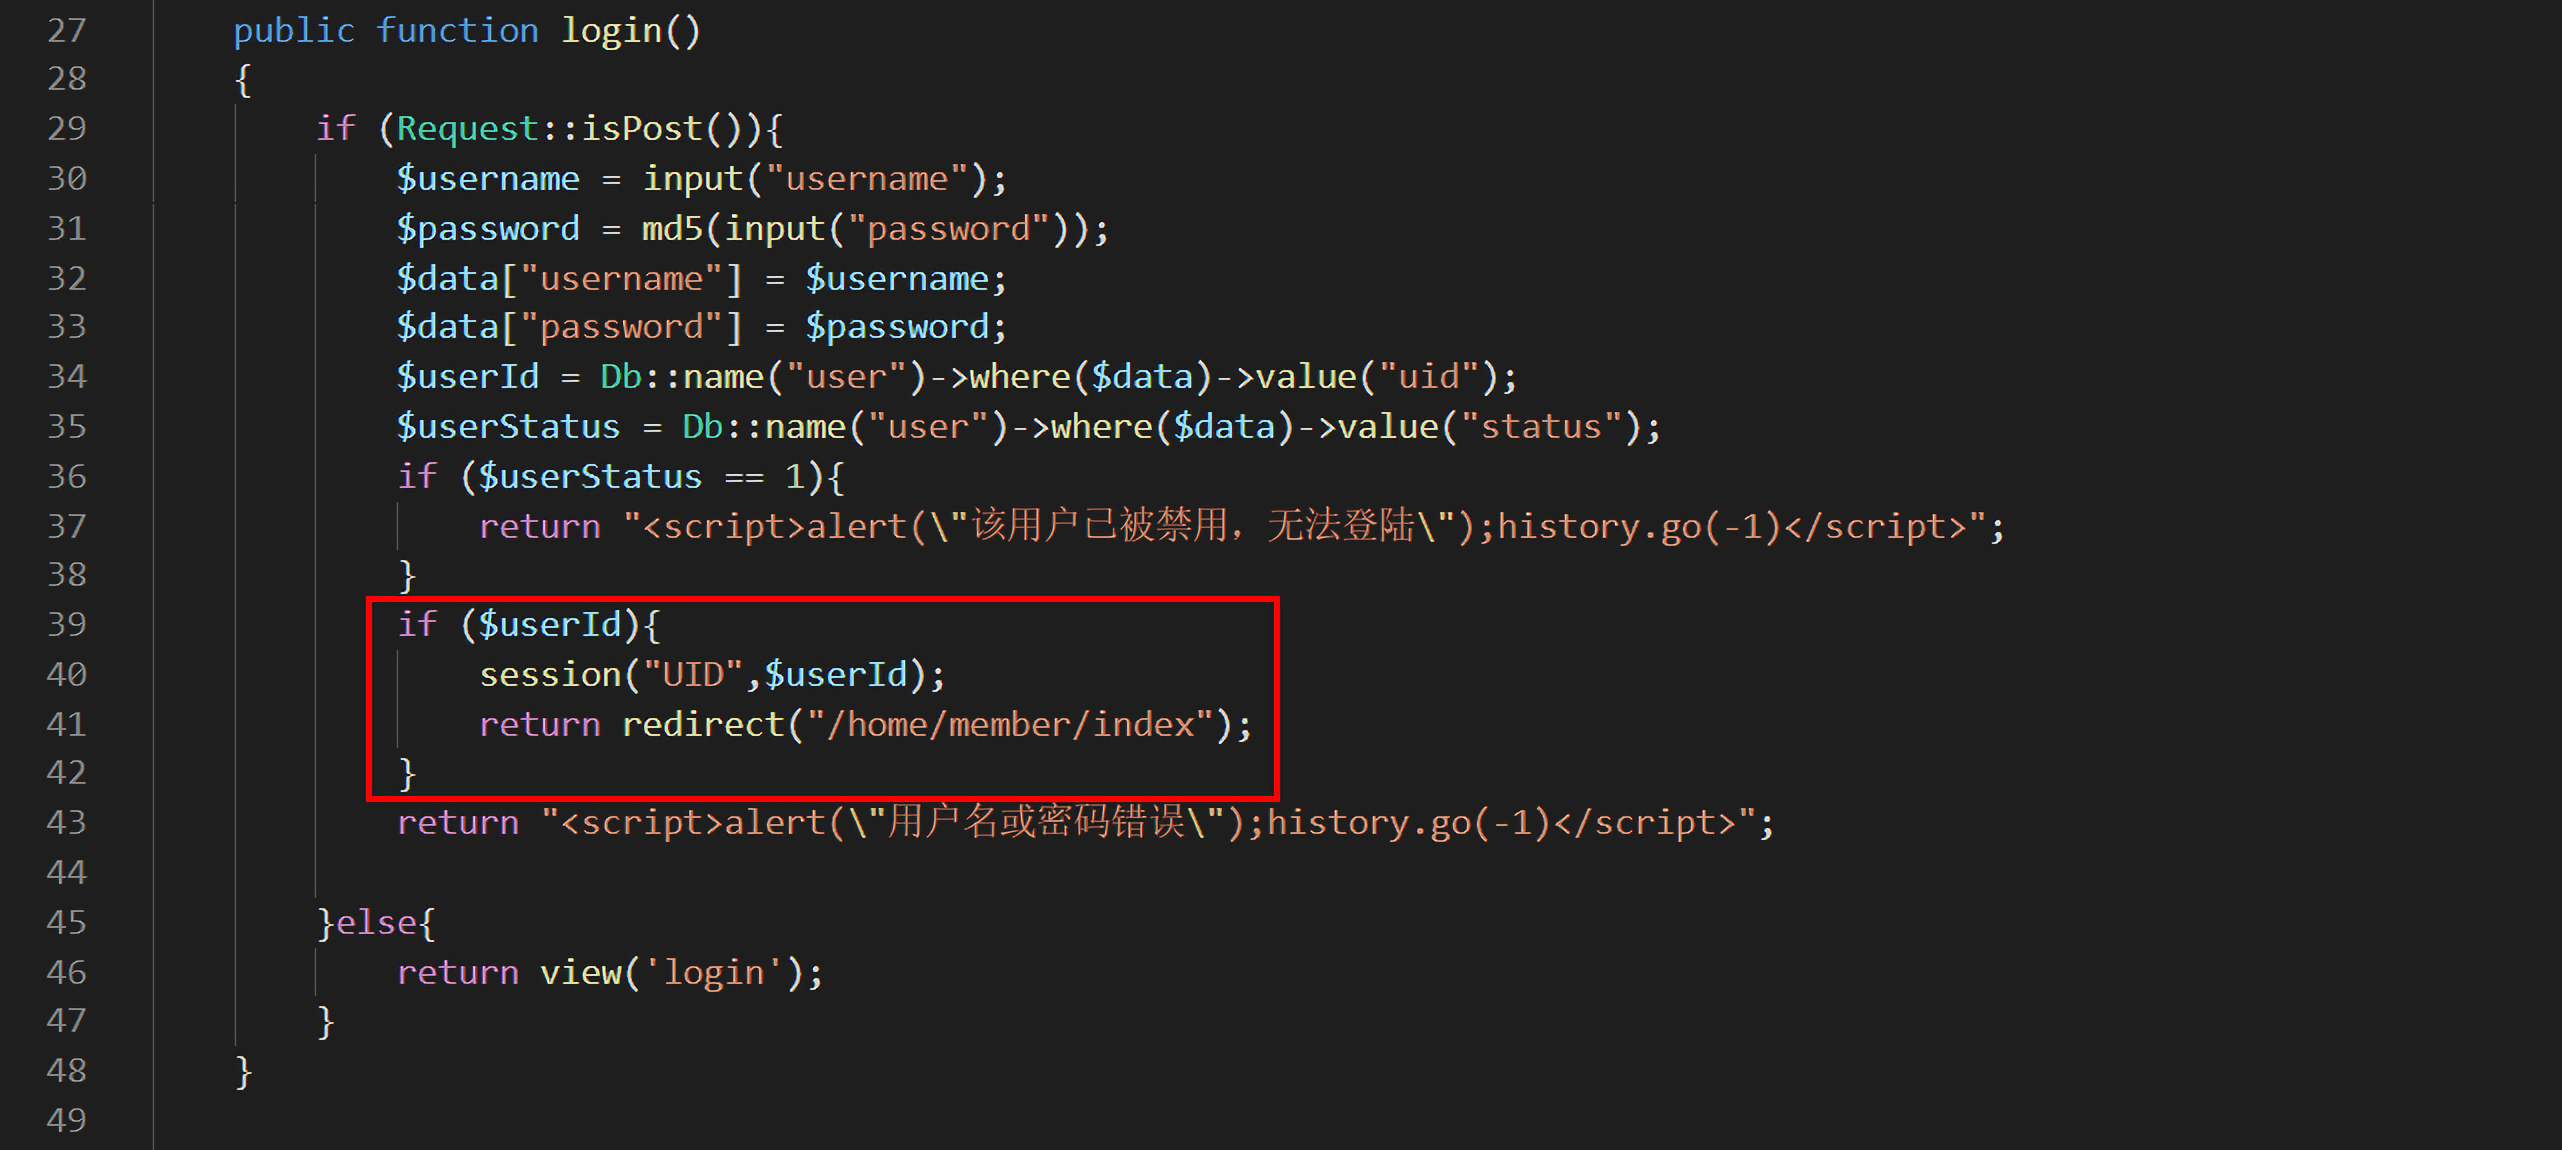 27 public function login()
28 {
29 if (Request::isPost()){
30 $username = input("username");
31 $password = md5(input("password"));
32 $data["username"] = $username;
33 $data["password"] = $password;
34 $userId = Db::name("user")->where($data)->value("uid");
35 $userStatus = Db::name("user")->where($data)->value("status");
36 if ($userStatus == 1){
37 return "<script>alert(\"该用户已被禁用，无法登陆\");history.go(-1)</script>";
38 }
39 if ($userId){
40 session("UID",$userId);
41 return redirect("/home/member/index");
42 }
43 return "<script>alert(\"用户名或密码错误\");history.go(-1)</script>";
44
45 }else{
46 return view('login');
47 }
48 }
49